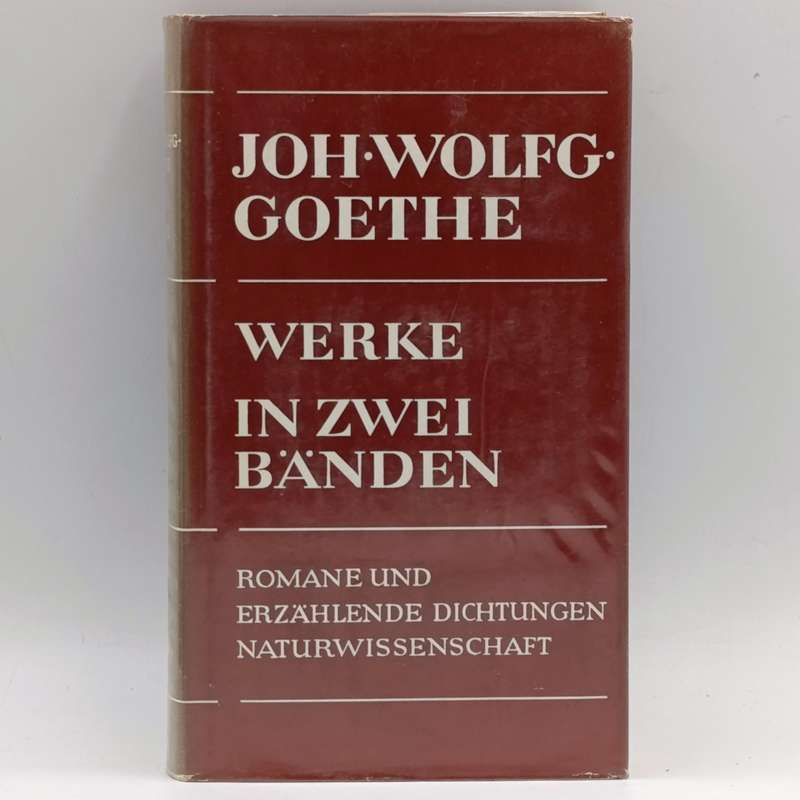 JOH·WOLFG·
GOETHE
WERKE
IN ZWEI
BÄNDEN
ROMANE UND
ERZÄHLENDE DICHTUNGEN
NATURWISSENSCHAFT